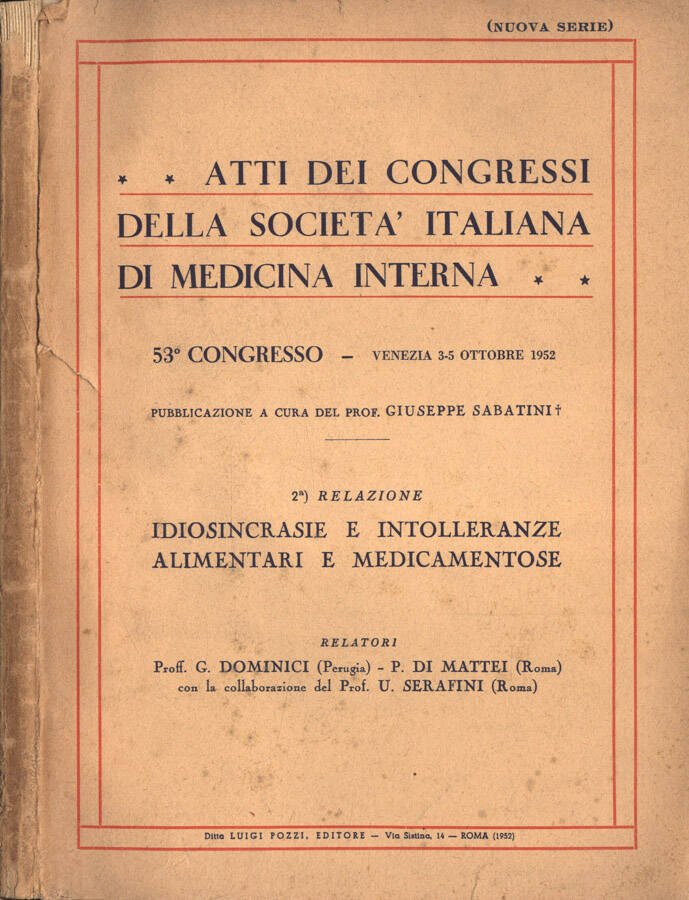 (NUOVA SERIE)
★ ★ ATTI DEI CONGRESSI
DELLA SOCIETA' ITALIANA
DI MEDICINA INTERNA ★ ★
53° CONGRESSO – VENEZIA 3-5 OTTOBRE 1952
PUBBLICAZIONE A CURA DEL PROF. GIUSEPPE SABATINI†
2ª) RELAZIONE
IDIOSINCRASIE E INTOLLERANZE
ALIMENTARI E MEDICAMENTOSE
RELATORI
Proff. G. DOMINICI (Perugia) - P. DI MATTEI (Roma)
con la collaborazione del Prof. U. SERAFINI (Roma)
Ditta LUIGI POZZI, EDITORE — Via Sistina, 14 — ROMA (1952)